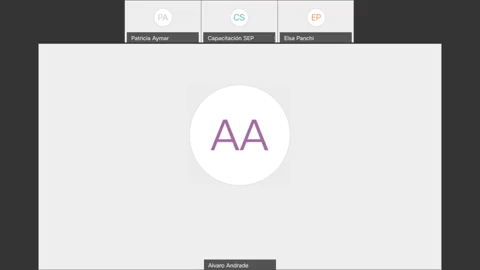 PA
CS
EP
Patricia Aymar
Capacitación SEP
Elsa Panchi
AA
Alvaro Andrade